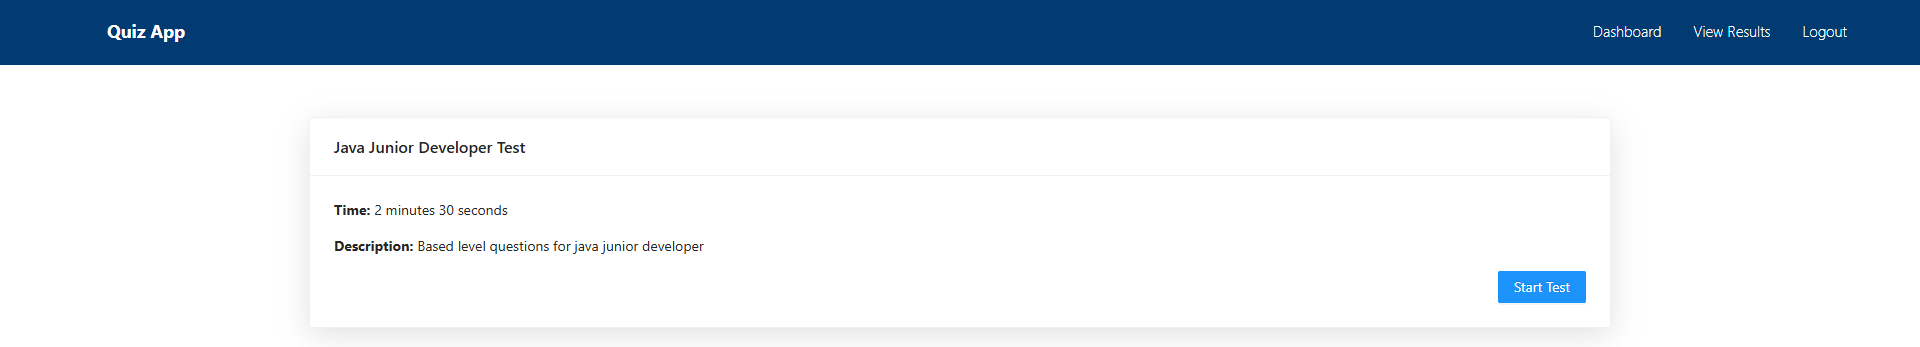 Quiz App
Dashboard View Results Logout
Java Junior Developer Test
Time: 2 minutes 30 seconds
Description: Based level questions for java junior developer
Start Test